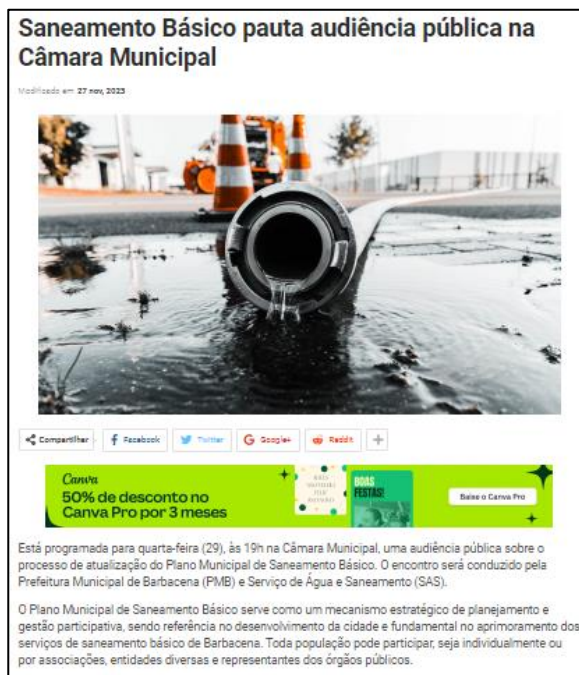 Saneamento Básico pauta audiência pública na
Câmara Municipal
Modificado em 27 nov, 2023
Compartilhar
Facebook
Twitter
Google+
Reddit
Canva
50% de desconto no
Canva Pro por 3 meses
BOAS
FESTAS!
Baixe o Canva Pro
Está programada para quarta-feira (29), às 19h na Câmara Municipal, uma audiência pública sobre o
processo de atualização do Plano Municipal de Saneamento Básico. O encontro será conduzido pela
Prefeitura Municipal de Barbacena (PMB) e Serviço de Água e Saneamento (SAS).
O Plano Municipal de Saneamento Básico serve como um mecanismo estratégico de planejamento e
gestão participativa, sendo referência no desenvolvimento da cidade e fundamental no aprimoramento dos
serviços de saneamento básico de Barbacena. Toda população pode participar, seja individualmente ou
por associações, entidades diversas e representantes dos órgãos públicos.